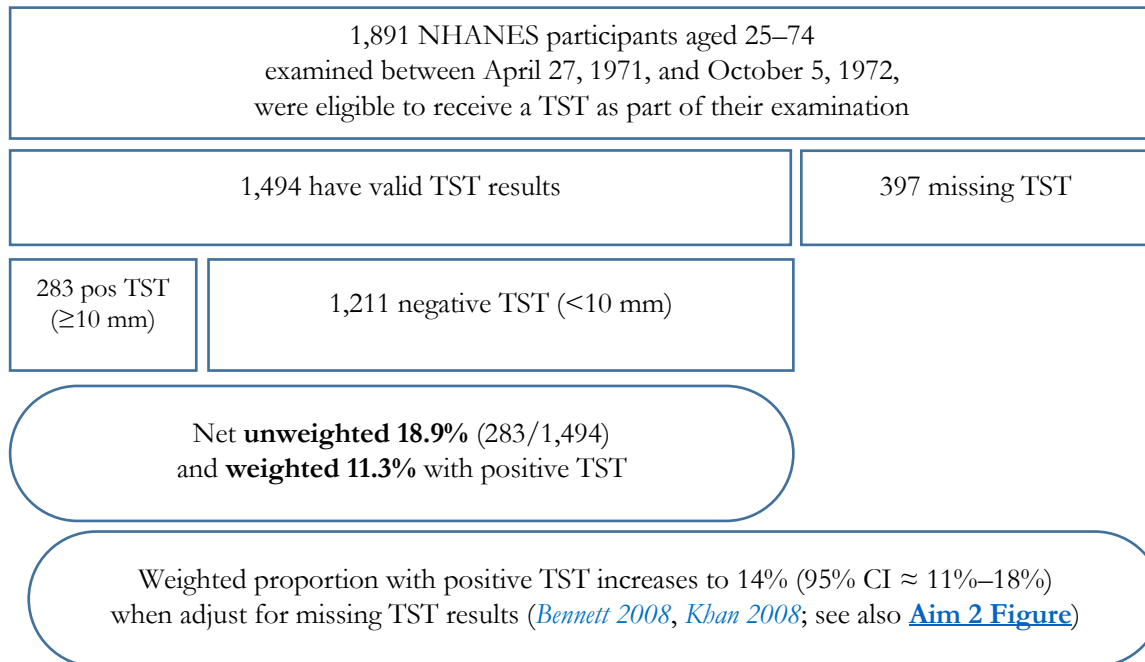 1,891 NHANES participants aged 25–74
examined between April 27, 1971, and October 5, 1972,
were eligible to receive a TST as part of their examination
1,494 have valid TST results
397 missing TST
283 pos TST
(≥10 mm)
1,211 negative TST (<10 mm)
Net unweighted 18.9% (283/1,494)
and weighted 11.3% with positive TST
Weighted proportion with positive TST increases to 14% (95% CI ≈ 11%–18%)
when adjust for missing TST results (Bennett 2008, Khan 2008; see also Aim 2 Figure)